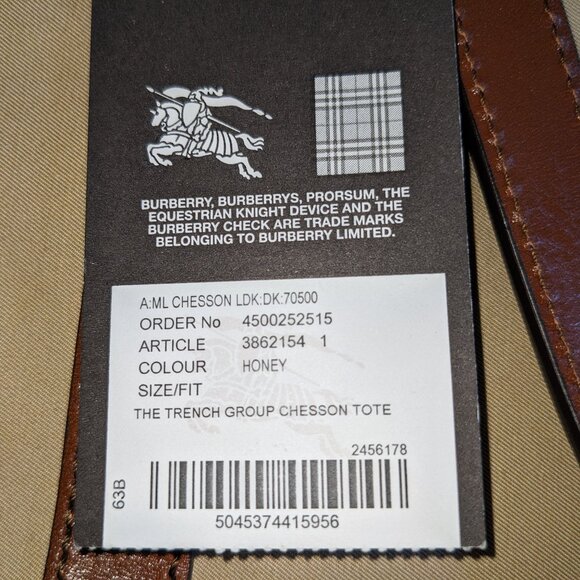 BURBERRY, BURBERRYS, PRORSUM, THE
EQUESTRIAN KNIGHT DEVICE AND THE
BURBERRY CHECK ARE TRADE MARKS
BELONGING TO BURBERRY LIMITED.
A:ML CHESSON LDK:DK:70500
ORDER No 4500252515
ARTICLE 3862154 1
COLOUR HONEY
SIZE/FIT
THE TRENCH GROUP CHESSON TOTE
2456178
63B
5045374415956